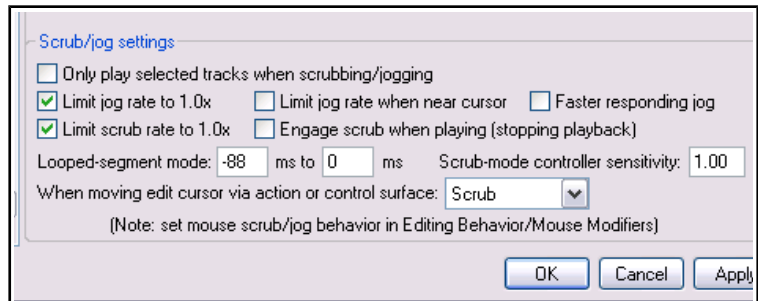 Scrub/jog settings
Only play selected tracks when scrubbing/jogging
Limit jog rate to 1.0x Limit jog rate when near cursor Faster responding jog
Limit scrub rate to 1.0x Engage scrub when playing (stopping playback)
Looped-segment mode: -88 ms to 0 ms Scrub-mode controller sensitivity: 1.00
When moving edit cursor via action or control surface: Scrub
(Note: set mouse scrub/jog behavior in Editing Behavior/Mouse Modifiers)
OK Cancel Apply